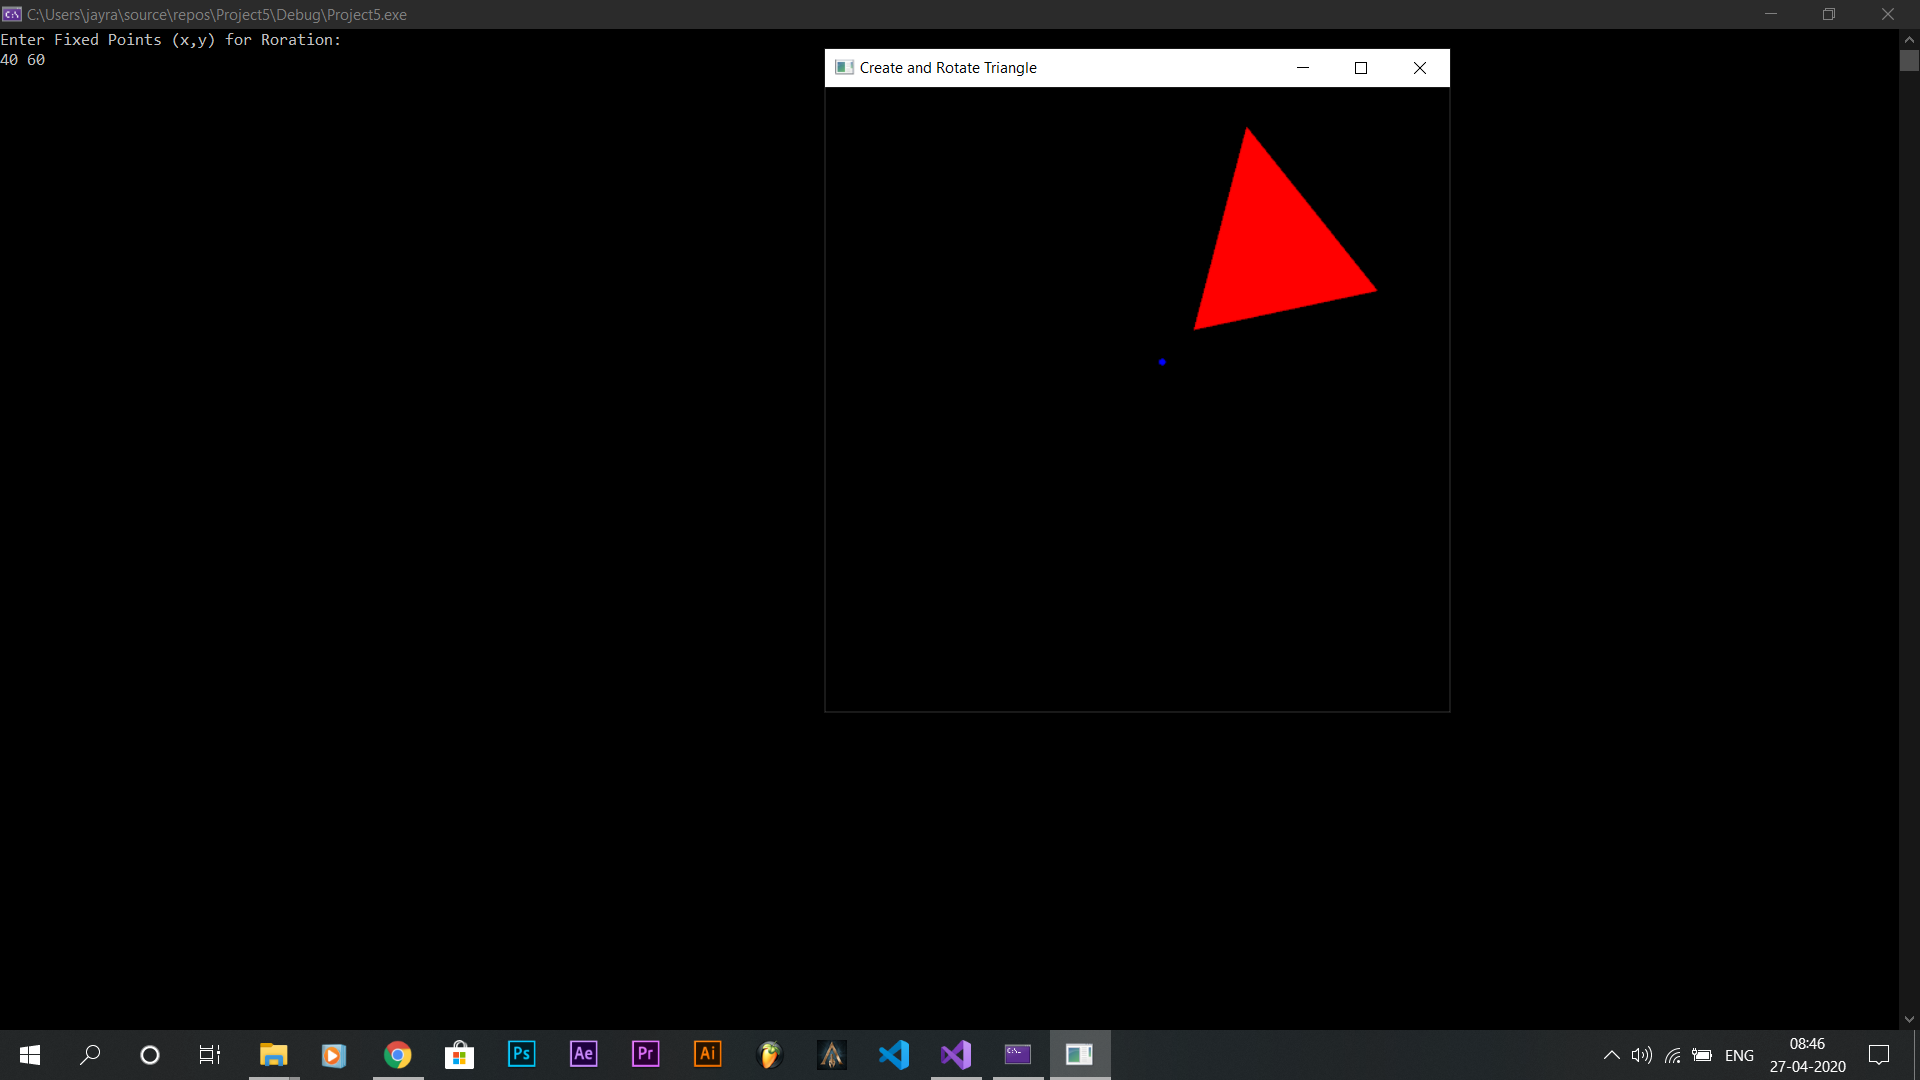 C:\Users\jayra\source\repos\Project5\Debug\Project5.exe
Enter Fixed Points (x,y) for Roration:
40 60
Create and Rotate Triangle
Ps Ae Pr Ai
C:\_
ENG
08:46
27-04-2020